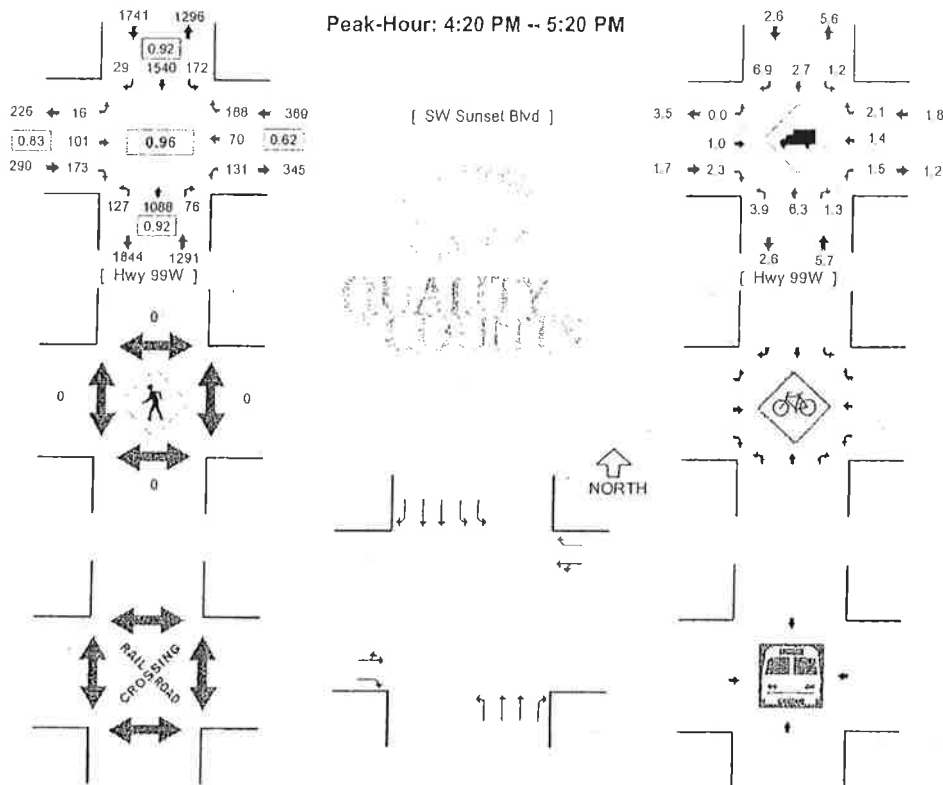 Peak-Hour: 4:20 PM -- 5:20 PM
1741 1296
0.92
29 1540 172
226 16 188 389
0.83 101 0.96 70 0.62
290 173 131 345
127 1088 76
0.92
1844 1291
[ Hwy 99W ]
[ SW Sunset Blvd ]
2.6 5.6
6.9 2.7 1.2
3.5 0.0 2.1 1.8
1.0 1.4
1.7 2.3 1.5 1.2
3.9 6.3 1.3
2.6 5.7
[ Hwy 99W ]
QUALITY
0
0 0
0
NORTH
RAILROAD
CROSSING